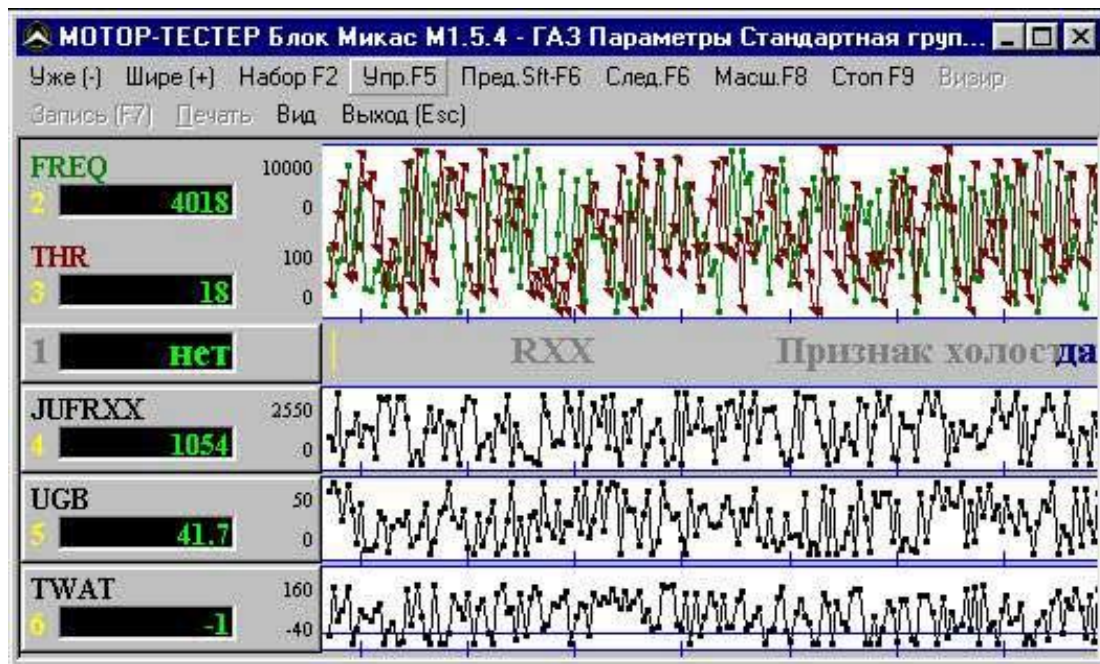 МОТОР-ТЕСТЕР Блок Микас М1.5.4 - ГАЗ Параметры Стандартная груп...
Уже (-) Шире (+) Набор F2 Упр.F5 Пред.Sft-F6 След.F6 Масш.F8 Стоп F9 Визир
Запись (F7) Печать Вид Выход (Esc)
FREQ 10000
2 4018 0
THR 100
3 18 0
1 нет RXX Признак холост да
JUFRXX 2550
4 1054 0
UGB 50
5 41.7 0
TWAT 160
6 -1 -40